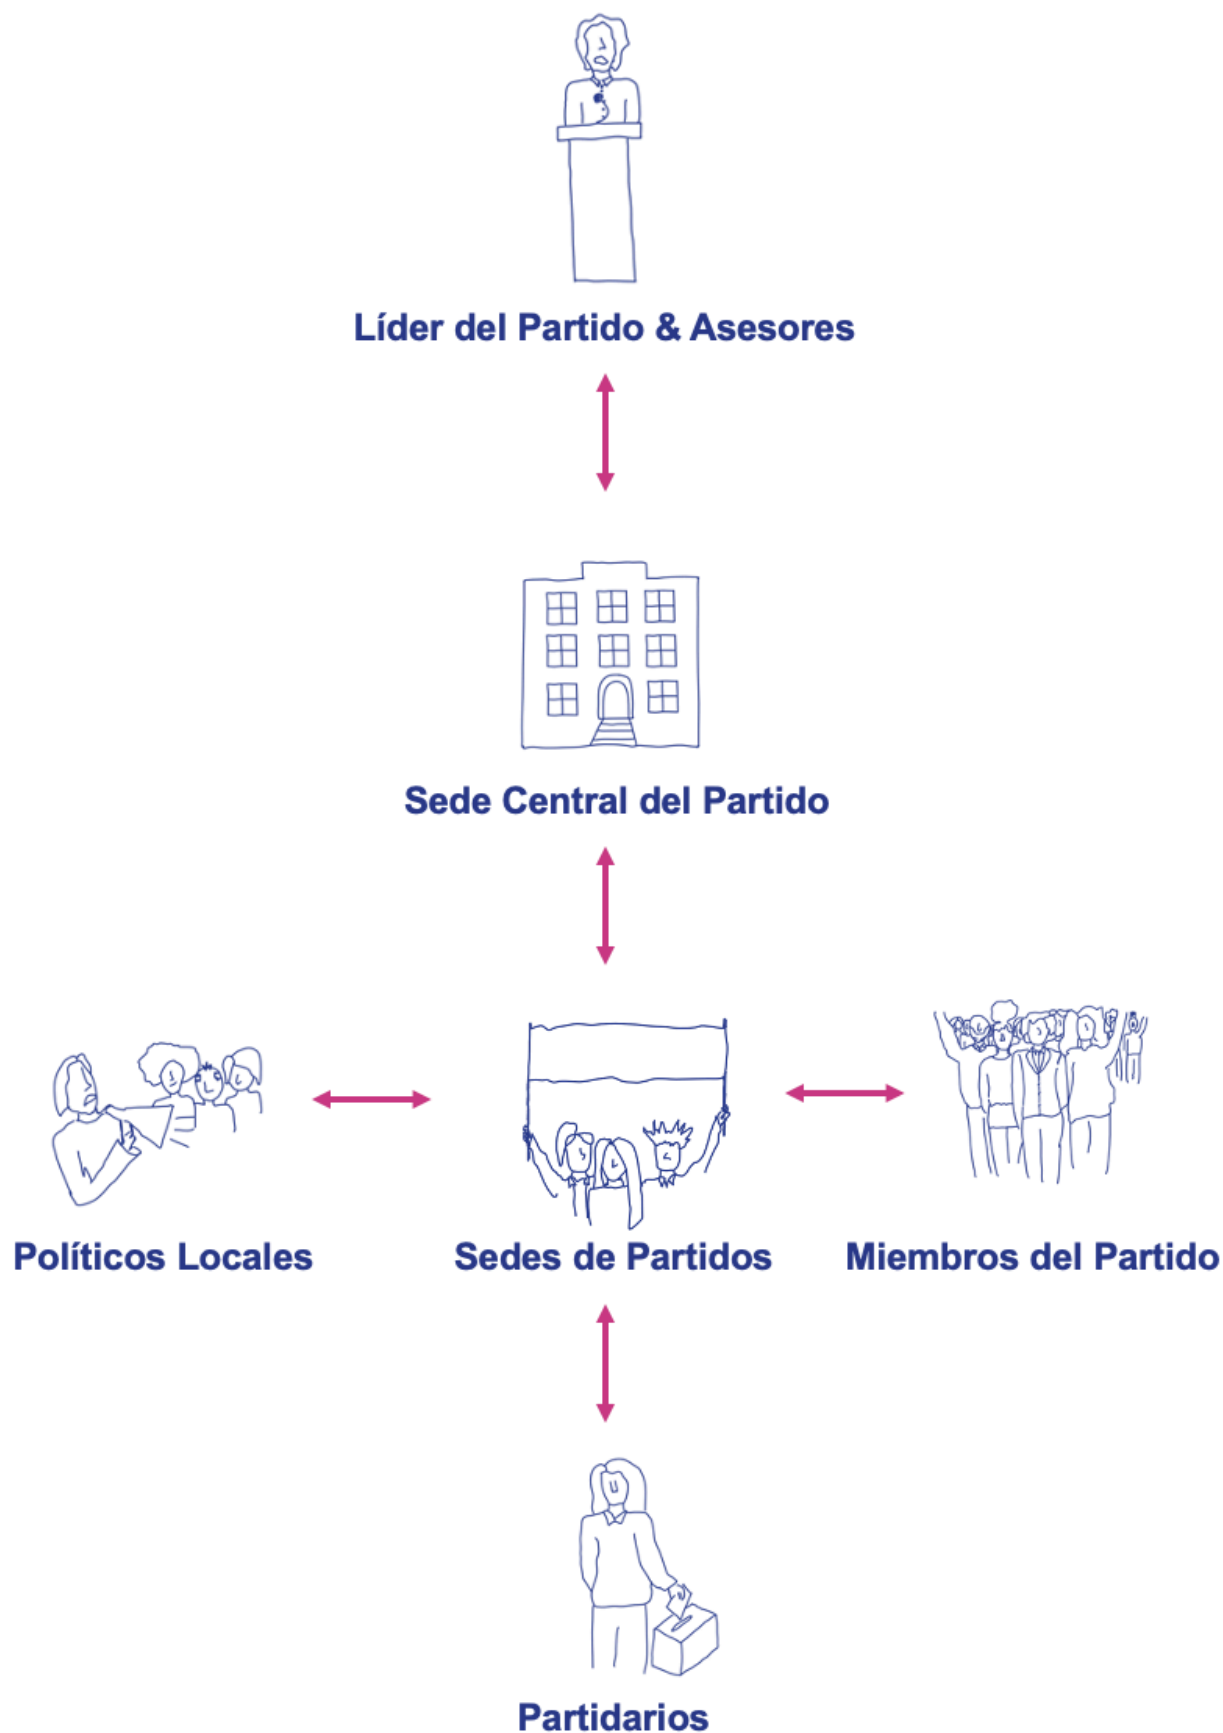 Líder del Partido & Asesores
Sede Central del Partido
Políticos Locales
Sedes de Partidos
Miembros del Partido
Partidarios